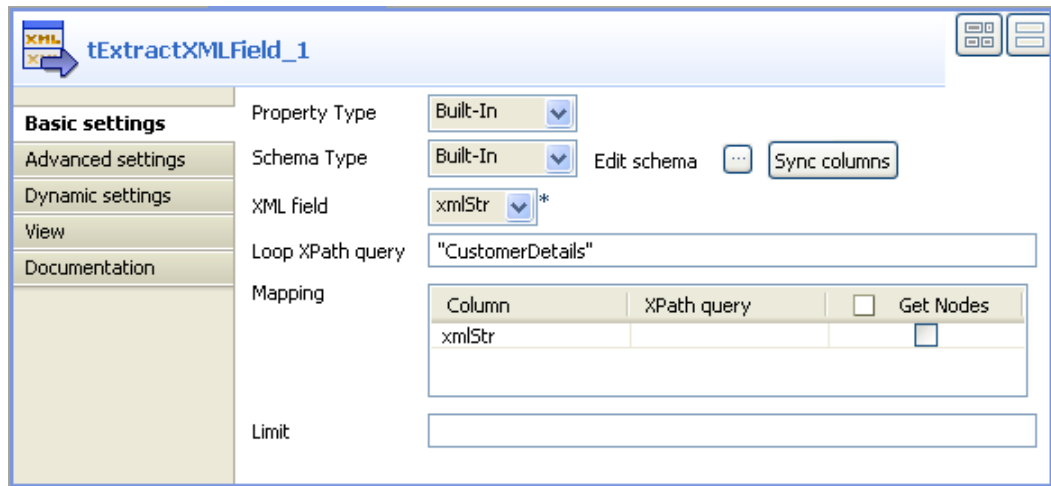 XML
tExtractXMLField_1
Basic settings
Advanced settings
Dynamic settings
View
Documentation
Property Type Built-In
Schema Type Built-In Edit schema ... Sync columns
XML field xmlStr *
Loop XPath query "CustomerDetails"
Mapping
Column XPath query Get Nodes
xmlStr
Limit